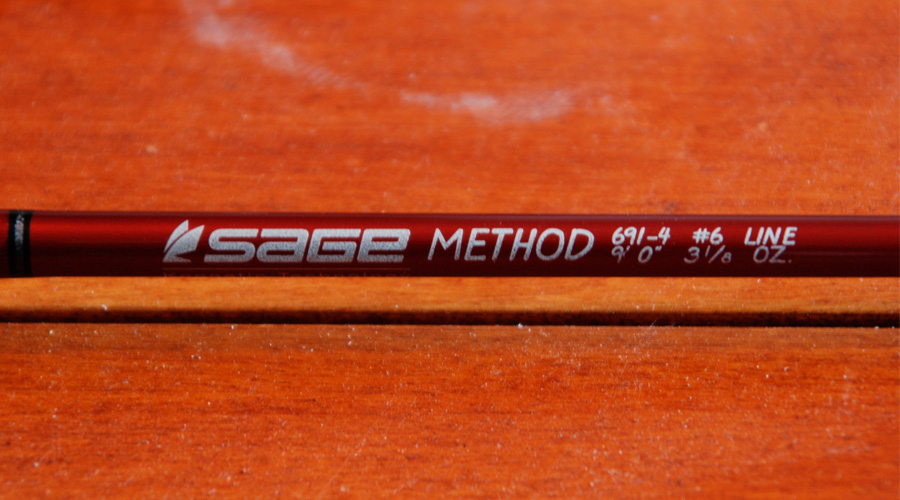 SAGE METHOD 691-4 #6 LINE
9' 0" 3 1/8 OZ.